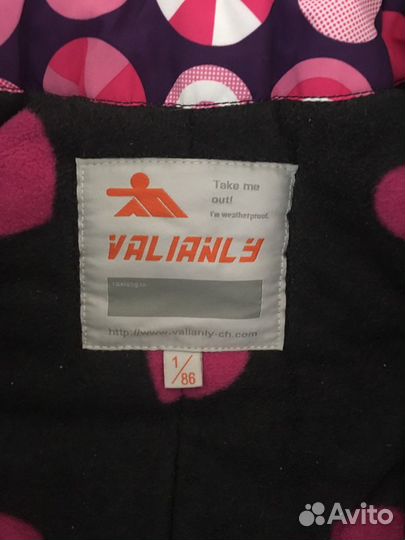 Take me
out!
I'm weatherproof.
VALIANLY
http://www.valianly-ch.com
1/86
Avito